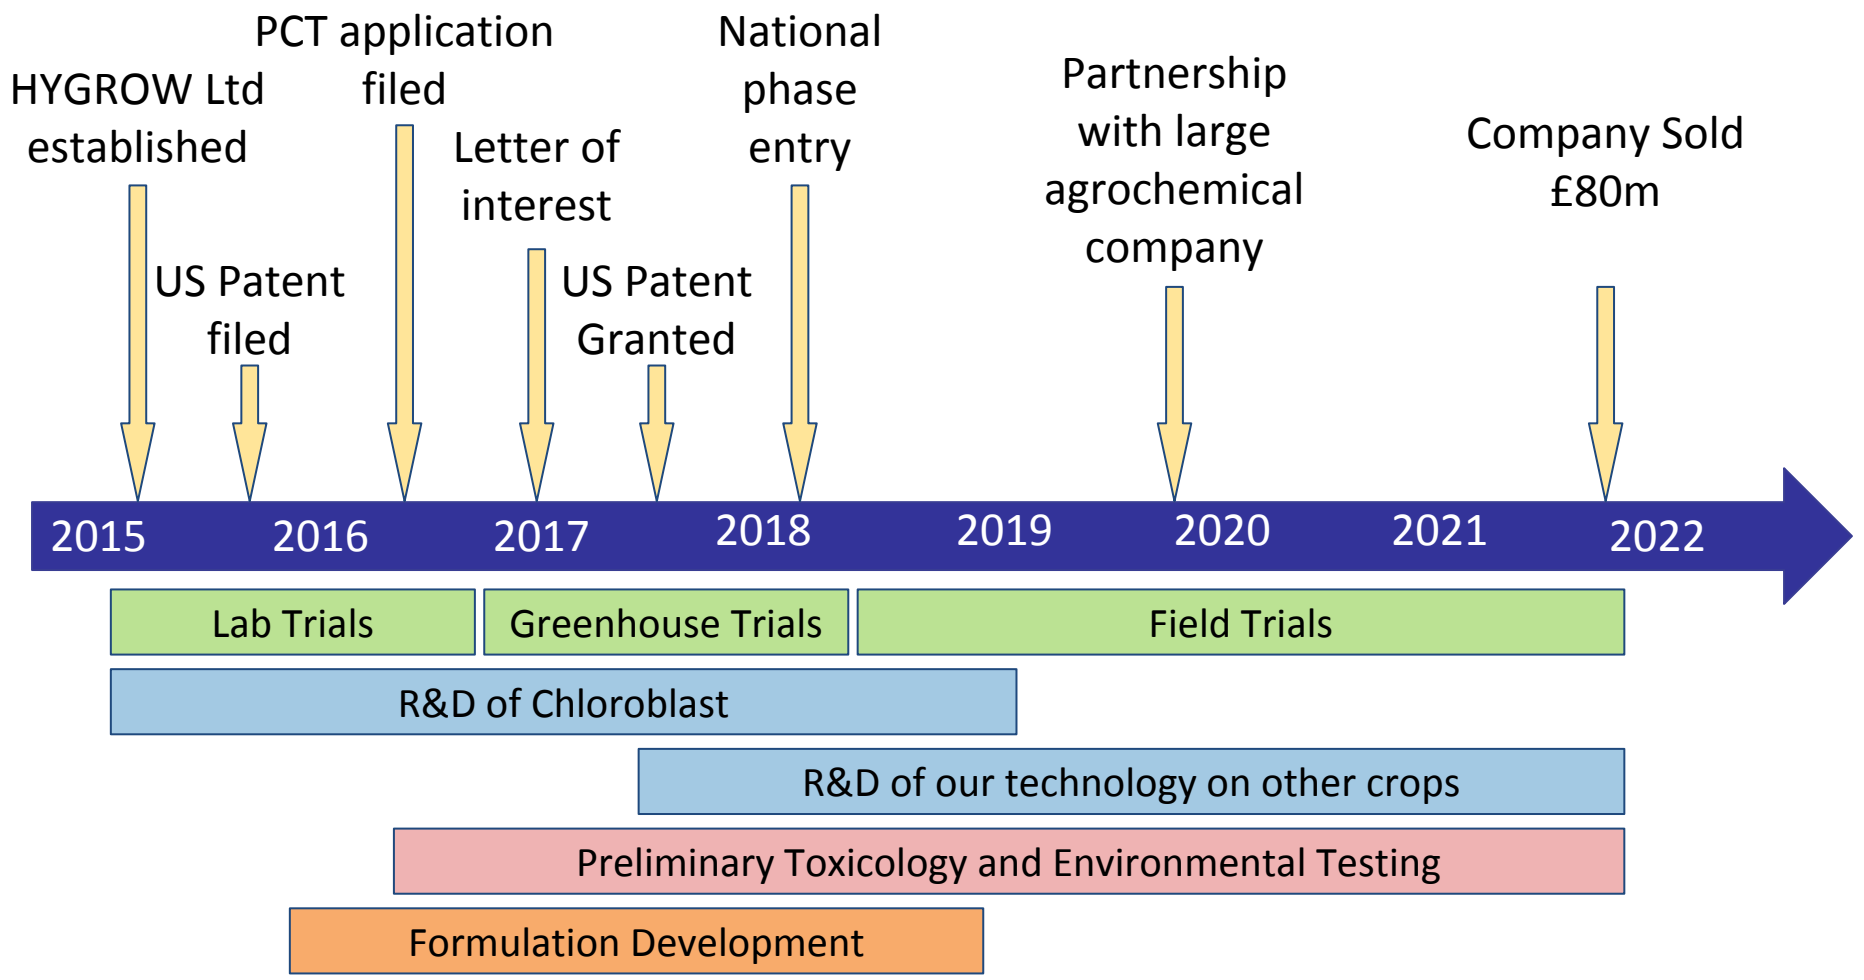 HYGROW Ltd
established
PCT application
filed
National
phase
entry
Partnership
with large
agrochemical
company
Company Sold
£80m
Letter of
interest
US Patent
filed
US Patent
Granted
2015
2016
2017
2018
2019
2020
2021
2022
Lab Trials
Greenhouse Trials
Field Trials
R&D of Chloroblast
R&D of our technology on other crops
Preliminary Toxicology and Environmental Testing
Formulation Development